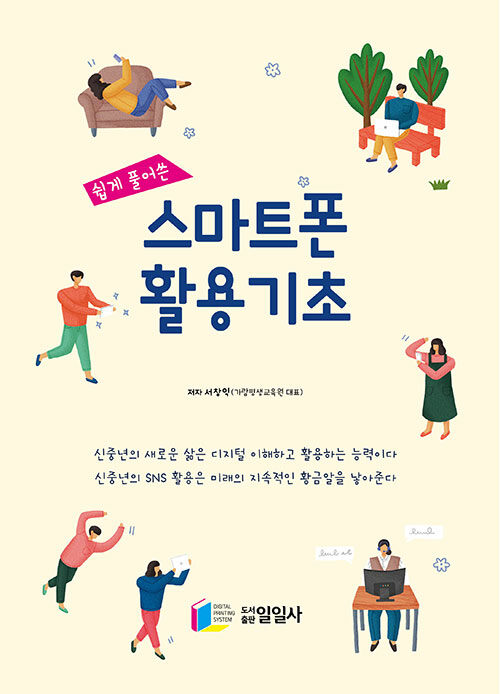 쉽게 풀어쓴
스마트폰
활용기초
저자 서창익(가람평생교육원 대표)
신중년의 새로운 삶은 디지털 이해하고 활용하는 능력이다
신중년의 SNS 활용은 미래의 지속적인 황금알을 낳아준다
DIGITAL
PRINTING
SYSTEM
도서
출판 일일사